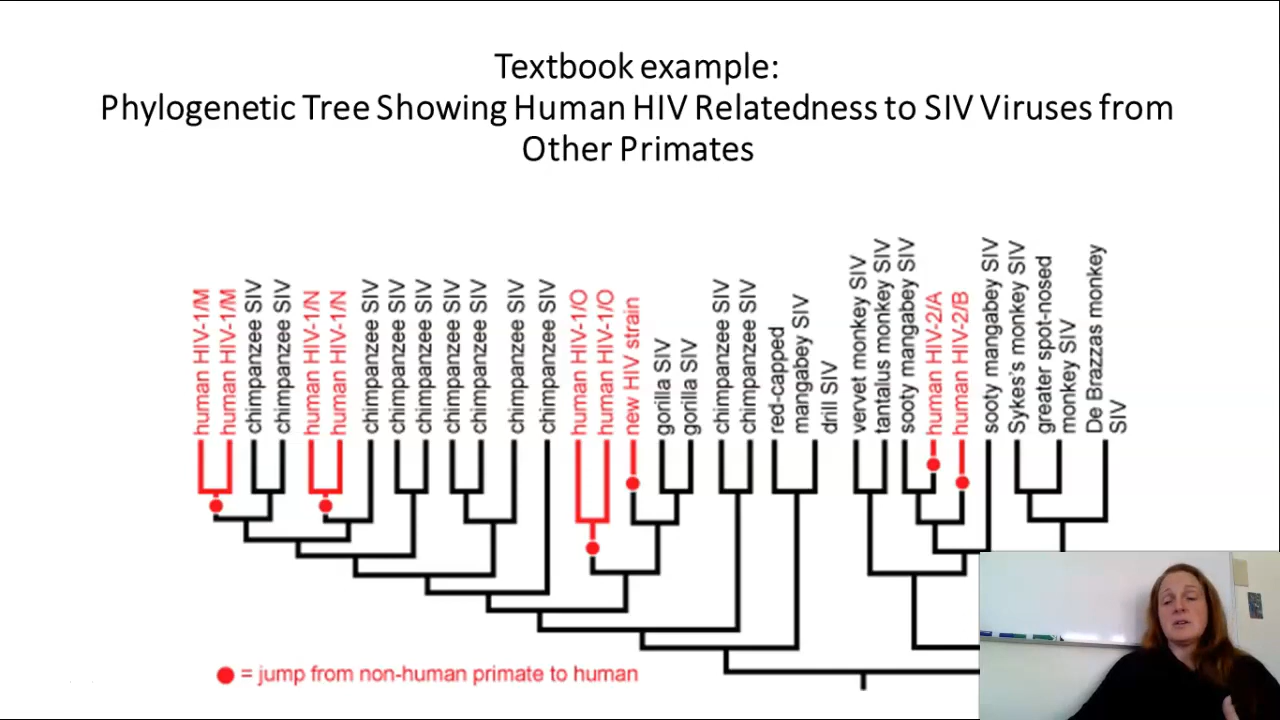 Textbook example:
Phylogenetic Tree Showing Human HIV Relatedness to SIV Viruses from
Other Primates
human HIV-1/M
human HIV-1/M
chimpanzee SIV
chimpanzee SIV
human HIV-1/N
human HIV-1/N
chimpanzee SIV
chimpanzee SIV
chimpanzee SIV
chimpanzee SIV
chimpanzee SIV
chimpanzee SIV
chimpanzee SIV
human HIV-1/O
human HIV-1/O
new HIV strain
gorilla SIV
gorilla SIV
chimpanzee SIV
chimpanzee SIV
red-capped
mangabey SIV
drill SIV
vervet monkey SIV
tantalus monkey SIV
sooty mangabey SIV
human HIV-2/A
human HIV-2/B
sooty mangabey SIV
Sykes's monkey SIV
greater spot-nosed
monkey SIV
De Brazzas monkey
SIV
= jump from non-human primate to human